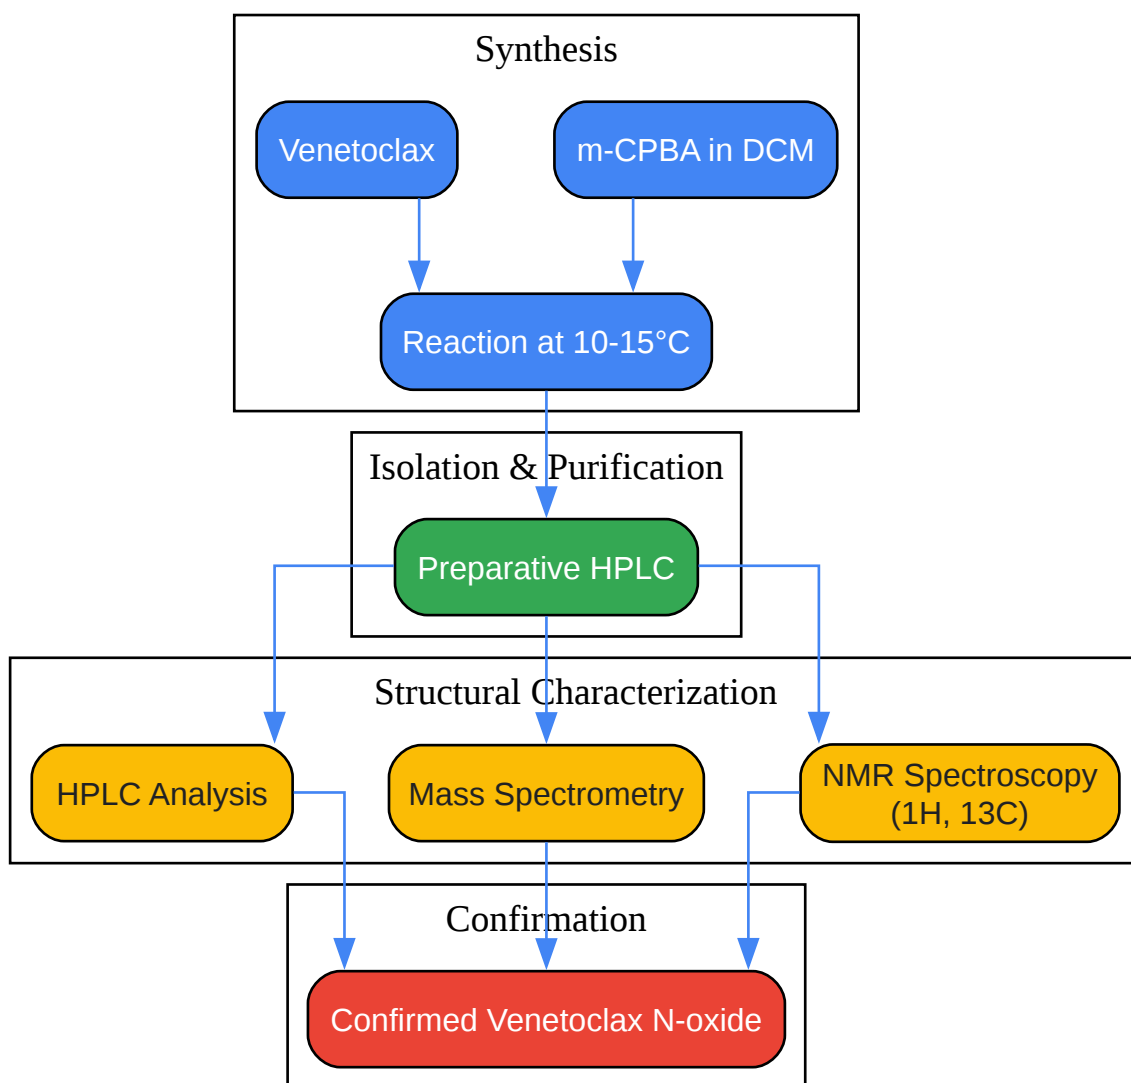 Synthesis
Venetoclax
m-CPBA in DCM
Reaction at 10-15°C
Isolation & Purification
Preparative HPLC
Structural Characterization
HPLC Analysis
Mass Spectrometry
NMR Spectroscopy
(1H, 13C)
Confirmation
Confirmed Venetoclax N-oxide